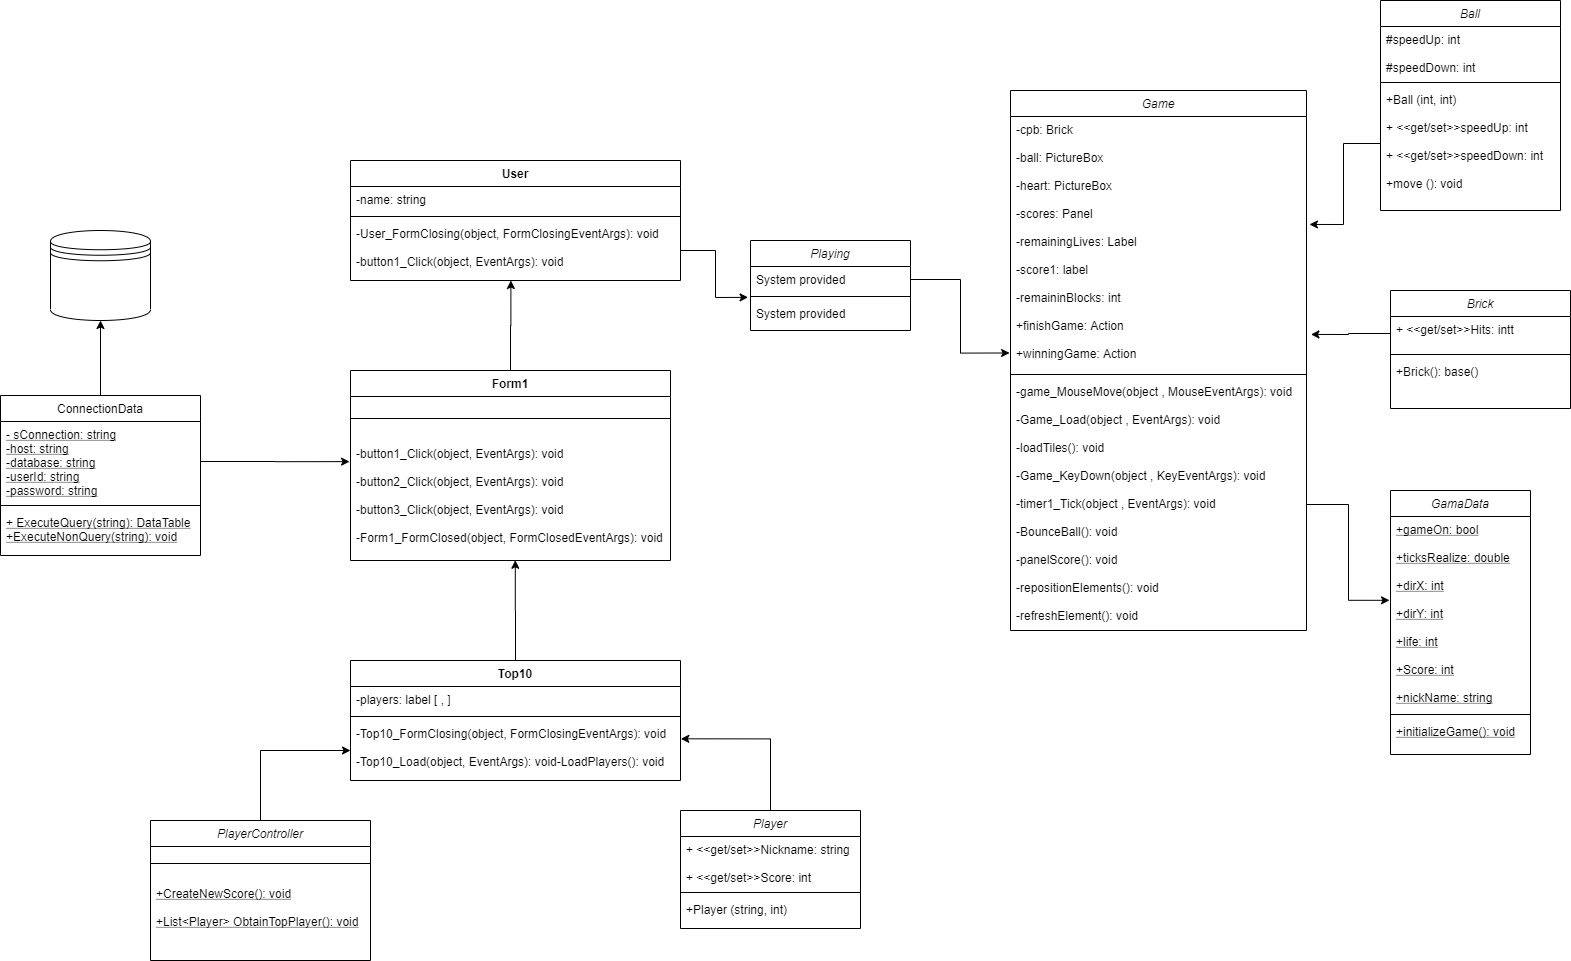 Ball
#speedUp: int
#speedDown: int
+Ball (int, int)
+ <<get/set>>speedUp: int
+ <<get/set>>speedDown: int
+move (): void
Game
-cpb: Brick
-ball: PictureBox
-heart: PictureBox
-scores: Panel
-remainingLives: Label
-score1: label
-remaininBlocks: int
+finishGame: Action
+winningGame: Action
-game_MouseMove(object , MouseEventArgs): void
-Game_Load(object , EventArgs): void
-loadTiles(): void
-Game_KeyDown(object , KeyEventArgs): void
-timer1_Tick(object , EventArgs): void
-BounceBall(): void
-panelScore(): void
-repositionElements(): void
-refreshElement(): void
User
-name: string
-User_FormClosing(object, FormClosingEventArgs): void
-button1_Click(object, EventArgs): void
Playing
System provided
System provided
Brick
+ <<get/set>>Hits: intt
+Brick(): base()
Form1
-button1_Click(object, EventArgs): void
-button2_Click(object, EventArgs): void
-button3_Click(object, EventArgs): void
-Form1_FormClosed(object, FormClosedEventArgs): void
ConnectionData
- sConnection: string
-host: string
-database: string
-userId: string
-password: string
+ ExecuteQuery(string): DataTable
+ExecuteNonQuery(string): void
GamaData
+gameOn: bool
+ticksRealize: double
+dirX: int
+dirY: int
+life: int
+Score: int
+nickName: string
+initializeGame(): void
Top10
-players: label [ , ]
-Top10_FormClosing(object, FormClosingEventArgs): void
-Top10_Load(object, EventArgs): void-LoadPlayers(): void
PlayerController
+CreateNewScore(): void
+List<Player> ObtainTopPlayer(): void
Player
+ <<get/set>>Nickname: string
+ <<get/set>>Score: int
+Player (string, int)